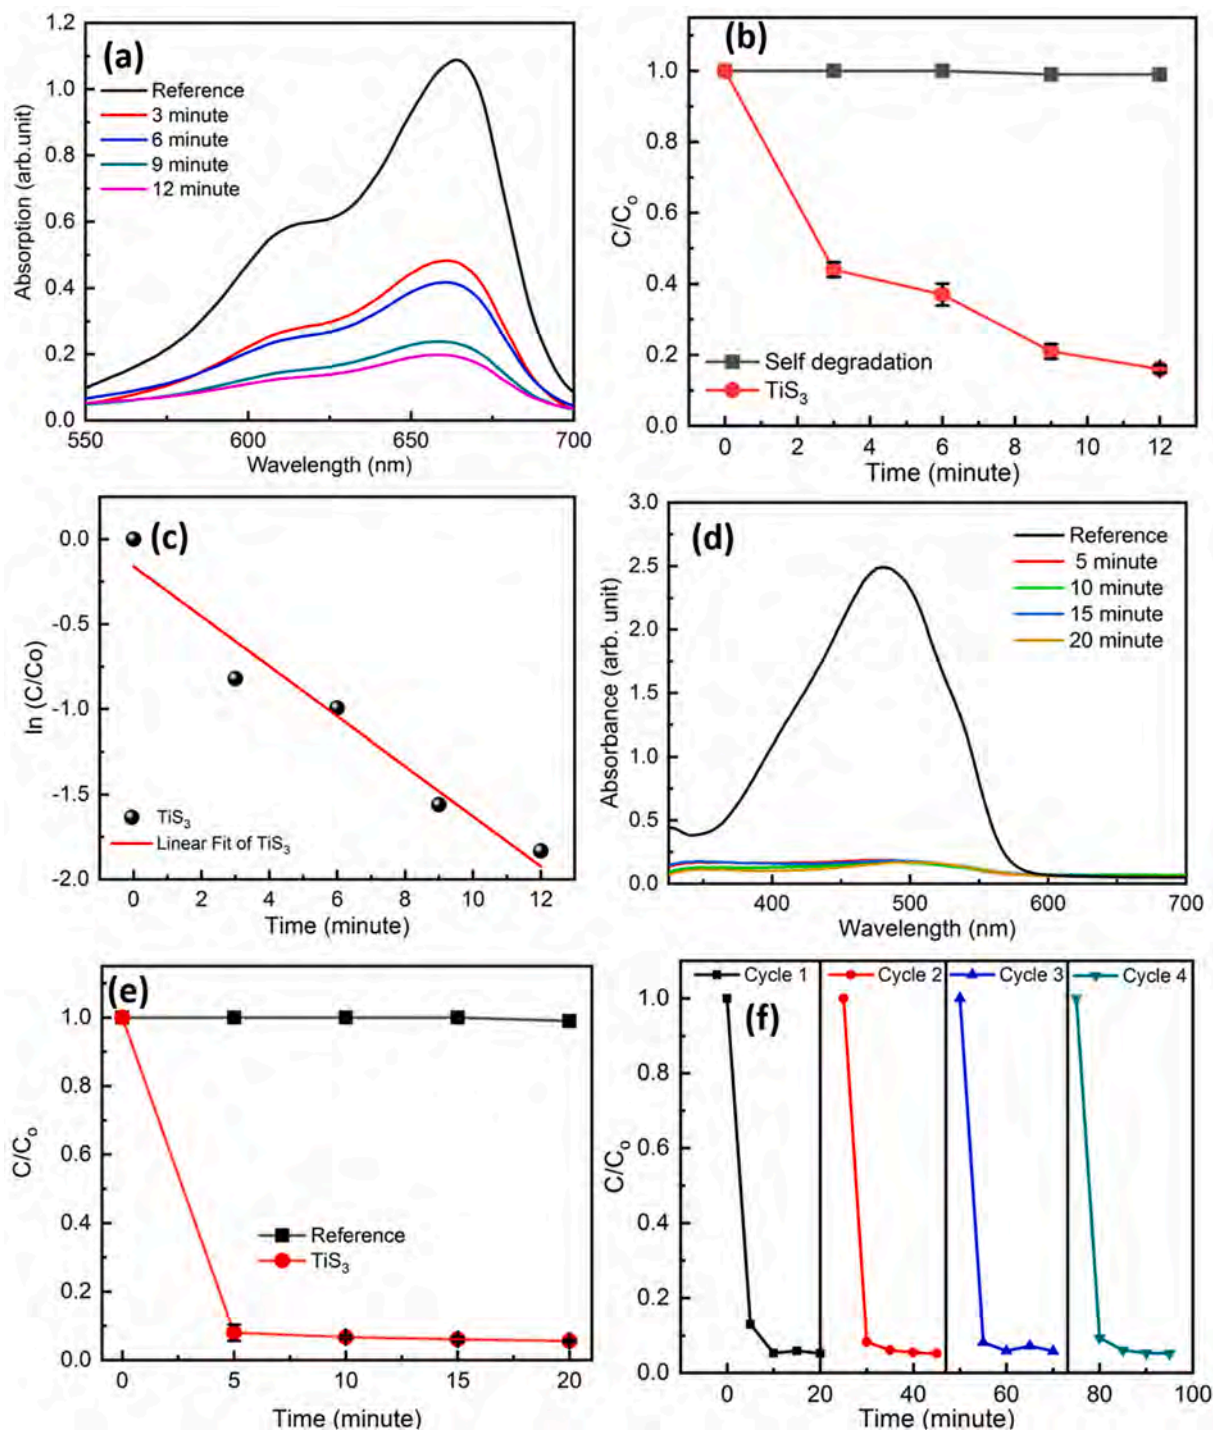 (a)
Reference
3 minute
6 minute
9 minute
12 minute
1.2
1.0
0.8
0.6
0.4
0.2
0.0
Absorption (arb.unit)
550
600
650
700
Wavelength (nm)
(b)
1.0
0.8
0.6
0.4
0.2
0.0
C/C₀
Self degradation
TiS₃
0
2
4
6
8
10
12
Time (minute)
(c)
0.0
-0.5
-1.0
-1.5
-2.0
ln (C/Co)
TiS₃
Linear Fit of TiS₃
0
2
4
6
8
10
12
Time (minute)
(d)
Reference
5 minute
10 minute
15 minute
20 minute
3.0
2.5
2.0
1.5
1.0
0.5
0.0
Absorbance (arb. unit)
400
500
600
700
Wavelength (nm)
(e)
1.0
0.8
0.6
0.4
0.2
0.0
C/C₀
Reference
TiS₃
0
5
10
15
20
Time (minute)
Cycle 1
Cycle 2
Cycle 3
Cycle 4
(f)
1.0
0.8
0.6
0.4
0.2
0.0
C/C₀
0
20
40
60
80
100
Time (minute)